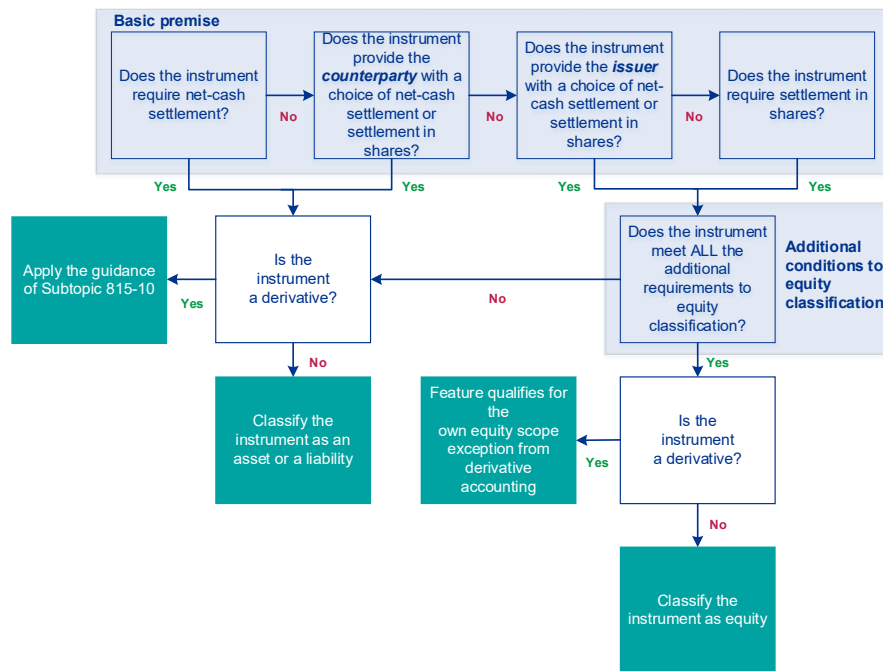 Basic premise
Does the instrument
require net-cash
settlement?
No
Does the instrument
provide the
counterparty with a
choice of net-cash
settlement or
settlement in
shares?
No
Does the instrument
provide the issuer
with a choice of net-
cash settlement or
settlement in
shares?
No
Does the instrument
require settlement in
shares?
Yes
Yes
Yes
Yes
Apply the guidance
of Subtopic 815-10
Yes
Is the
instrument
a derivative?
No
Does the instrument
meet ALL the
additional
requirements to
equity
classification?
Additional
conditions to
equity
classification
No
Yes
Classify the
instrument as an
asset or a liability
Feature qualifies for
the
own equity scope
exception from
derivative
accounting
Yes
Is the
instrument
a derivative?
No
Classify the
instrument as equity